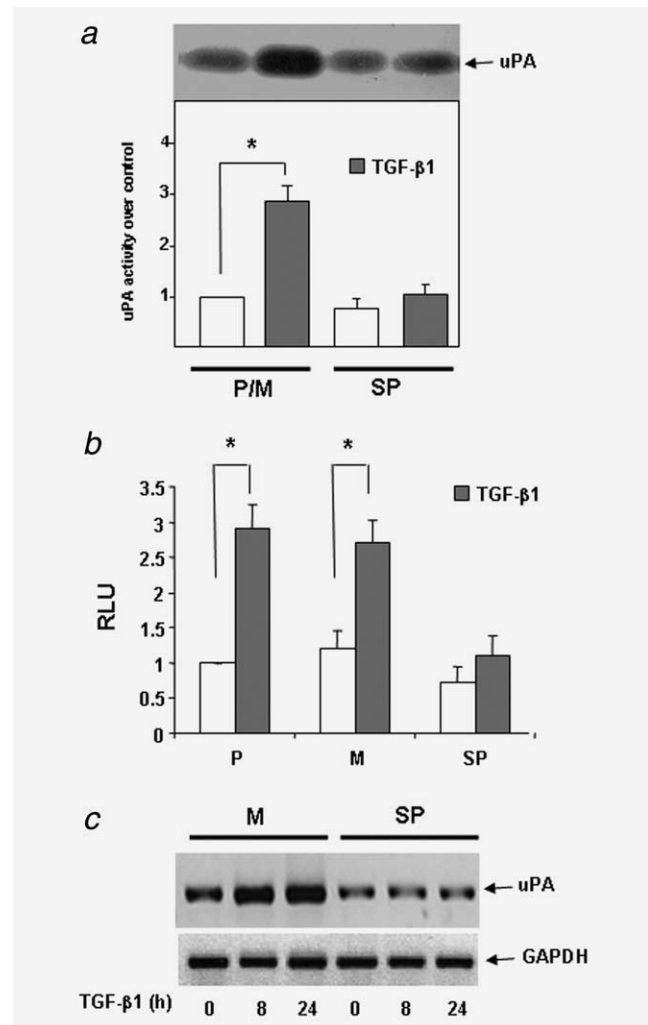 a
uPA
uPA activity over control
4
3
2
1
*
TGF-β1
P/M SP
b
RLU
3.5
3
2.5
2
1.5
1
0.5
0
* *
TGF-β1
P M SP
c
M SP
uPA
GAPDH
TGF-β1 (h) 0 8 24 0 8 24